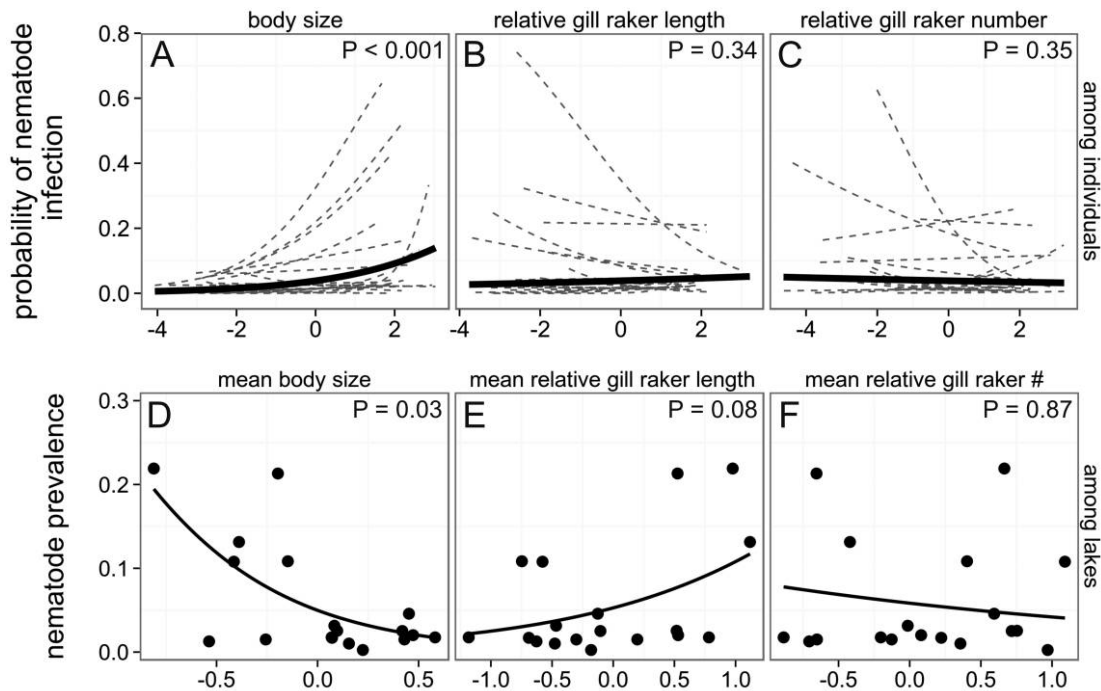 body size
relative gill raker length
relative gill raker number
A
P < 0.001
B
P = 0.34
C
P = 0.35
probability of nematode
infection
0.8
0.6
0.4
0.2
0.0
among individuals
-4
-2
0
2
-4
-2
0
2
-4
-2
0
2
mean body size
mean relative gill raker length
mean relative gill raker #
D
P = 0.03
E
P = 0.08
F
P = 0.87
nematode prevalence
0.3
0.2
0.1
0.0
among lakes
-0.5
0.0
0.5
-1.0
-0.5
0.0
0.5
1.0
-0.5
0.0
0.5
1.0